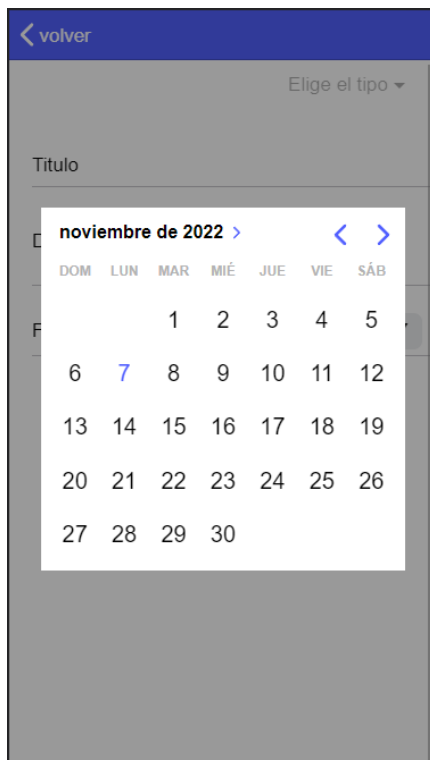 volver
Elige el tipo
Titulo
D
noviembre de 2022
DOM LUN MAR MIÉ JUE VIE SÁB
1 2 3 4 5
F
6 7 8 9 10 11 12
13 14 15 16 17 18 19
20 21 22 23 24 25 26
27 28 29 30